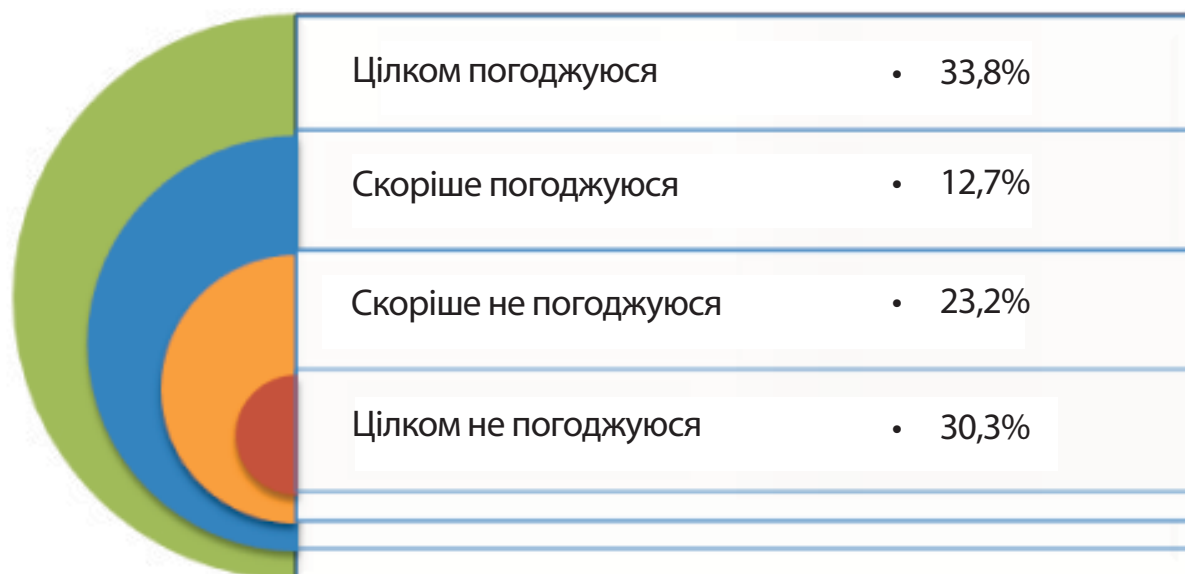 Цілком погоджуюся • 33,8%
Скоріше погоджуюся • 12,7%
Скоріше не погоджуюся • 23,2%
Цілком не погоджуюся • 30,3%